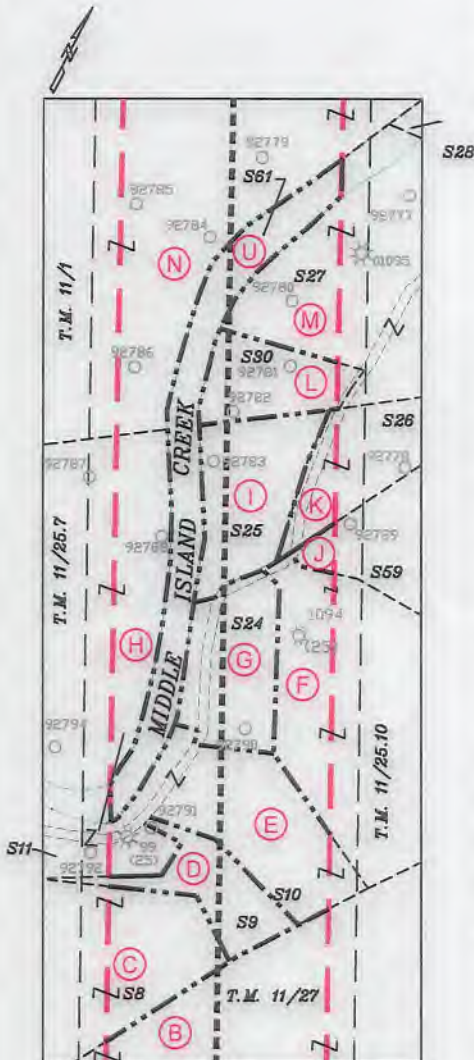 92779
S28
S61
92777
92785
92784
N
U
01095
92780
S27
M
T.M. 11/1
S30
92786
92781
L
92782
S26
CREEK
92787
92783
92778
I
K
ISLAND
S25
92789
J
S59
T.M. 11/25.7
S24
1094
(25)
H
G
F
MIDDLE
92790
92794
T.M. 11/25.10
92791
E
S11
99
(25)
92792
D
S10
S9
C
S8
T.M. 11/27
B